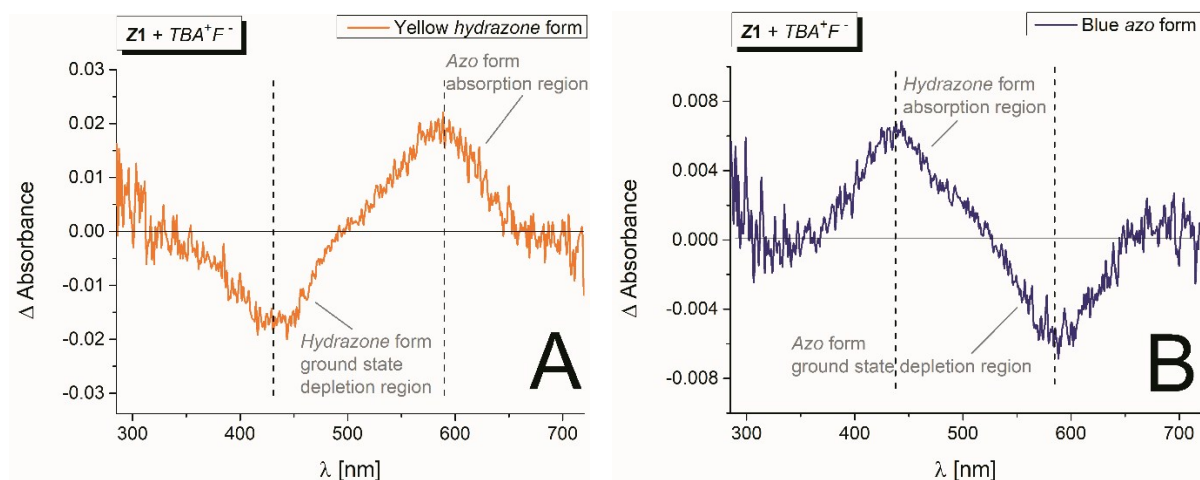 Z1 + TBA⁺F⁻
Yellow hydrazone form
Azo form
absorption region
0.03
0.02
0.01
0.00
-0.01
-0.02
-0.03
Δ Absorbance
Hydrazone form
ground state
depletion region
A
300 400 500 600 700
λ [nm]
Z1 + TBA⁺F⁻
Blue azo form
Hydrazone form
absorption region
0.008
0.004
0.000
-0.004
-0.008
Δ Absorbance
Azo form
ground state depletion region
B
300 400 500 600 700
λ [nm]